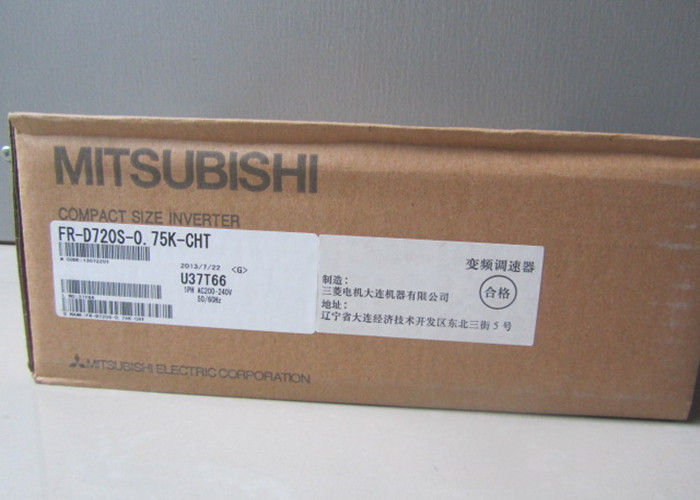 MITSUBISHI
COMPACT SIZE INVERTER
FR-D720S-0.75K-CHT
2013/7/22 <G>
U37T66
1PH AC200-240V
50/60Hz
变频调速器
合格
制造：
三菱电机大连机器有限公司
地址：
辽宁省大连经济技术开发区东北三街5号
MITSUBISHI ELECTRIC CORPORATION